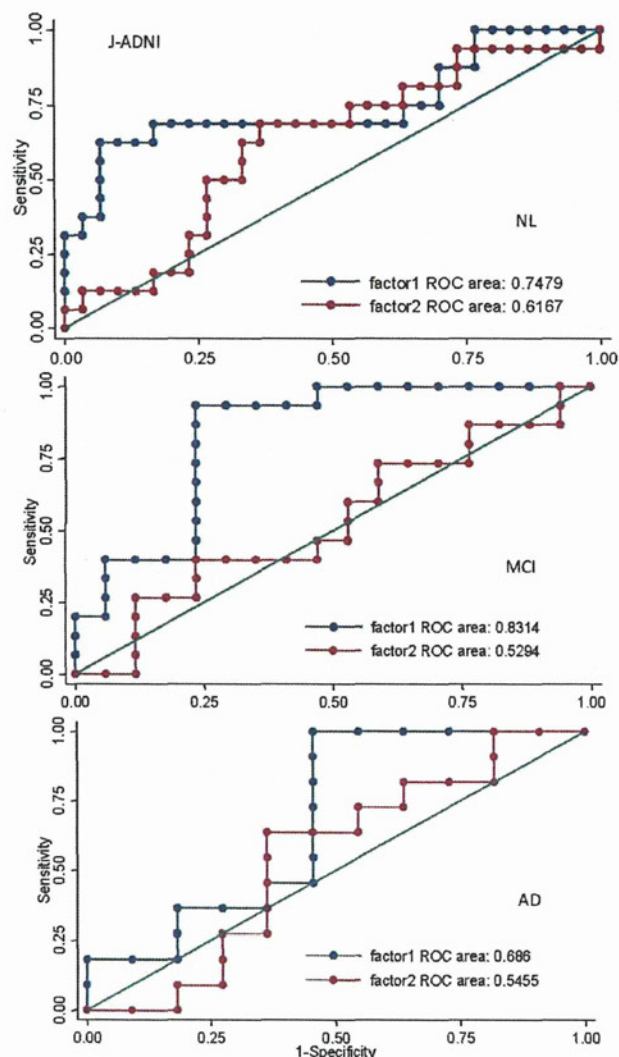 J-ADNI
1.00
0.75
0.50
0.25
0.00
Sensitivity
NL
factor1 ROC area: 0.7479
factor2 ROC area: 0.6167
0.00 0.25 0.50 0.75 1.00
1.00
0.75
0.50
0.25
0.00
Sensitivity
MCI
factor1 ROC area: 0.8314
factor2 ROC area: 0.5294
0.00 0.25 0.50 0.75 1.00
1.00
0.75
0.50
0.25
0.00
Sensitivity
AD
factor1 ROC area: 0.686
factor2 ROC area: 0.5455
0.00 0.25 0.50 0.75 1.00
1-Specificity